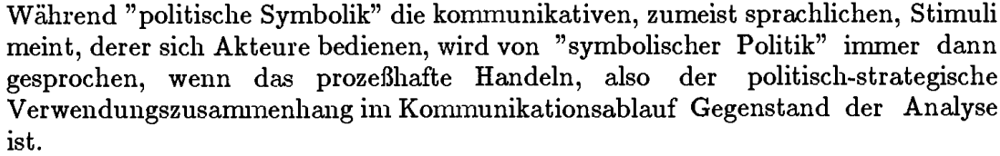 Während ”politische Symbolik” die kommunikativen, zumeist sprachlichen, Stimuli
meint, derer sich Akteure bedienen, wird von ”symbolischer Politik” immer dann
gesprochen, wenn das prozeßhafte Handeln, also der politisch-strategische
Verwendungszusammenhang im Kommunikationsablauf Gegenstand der Analyse
ist.